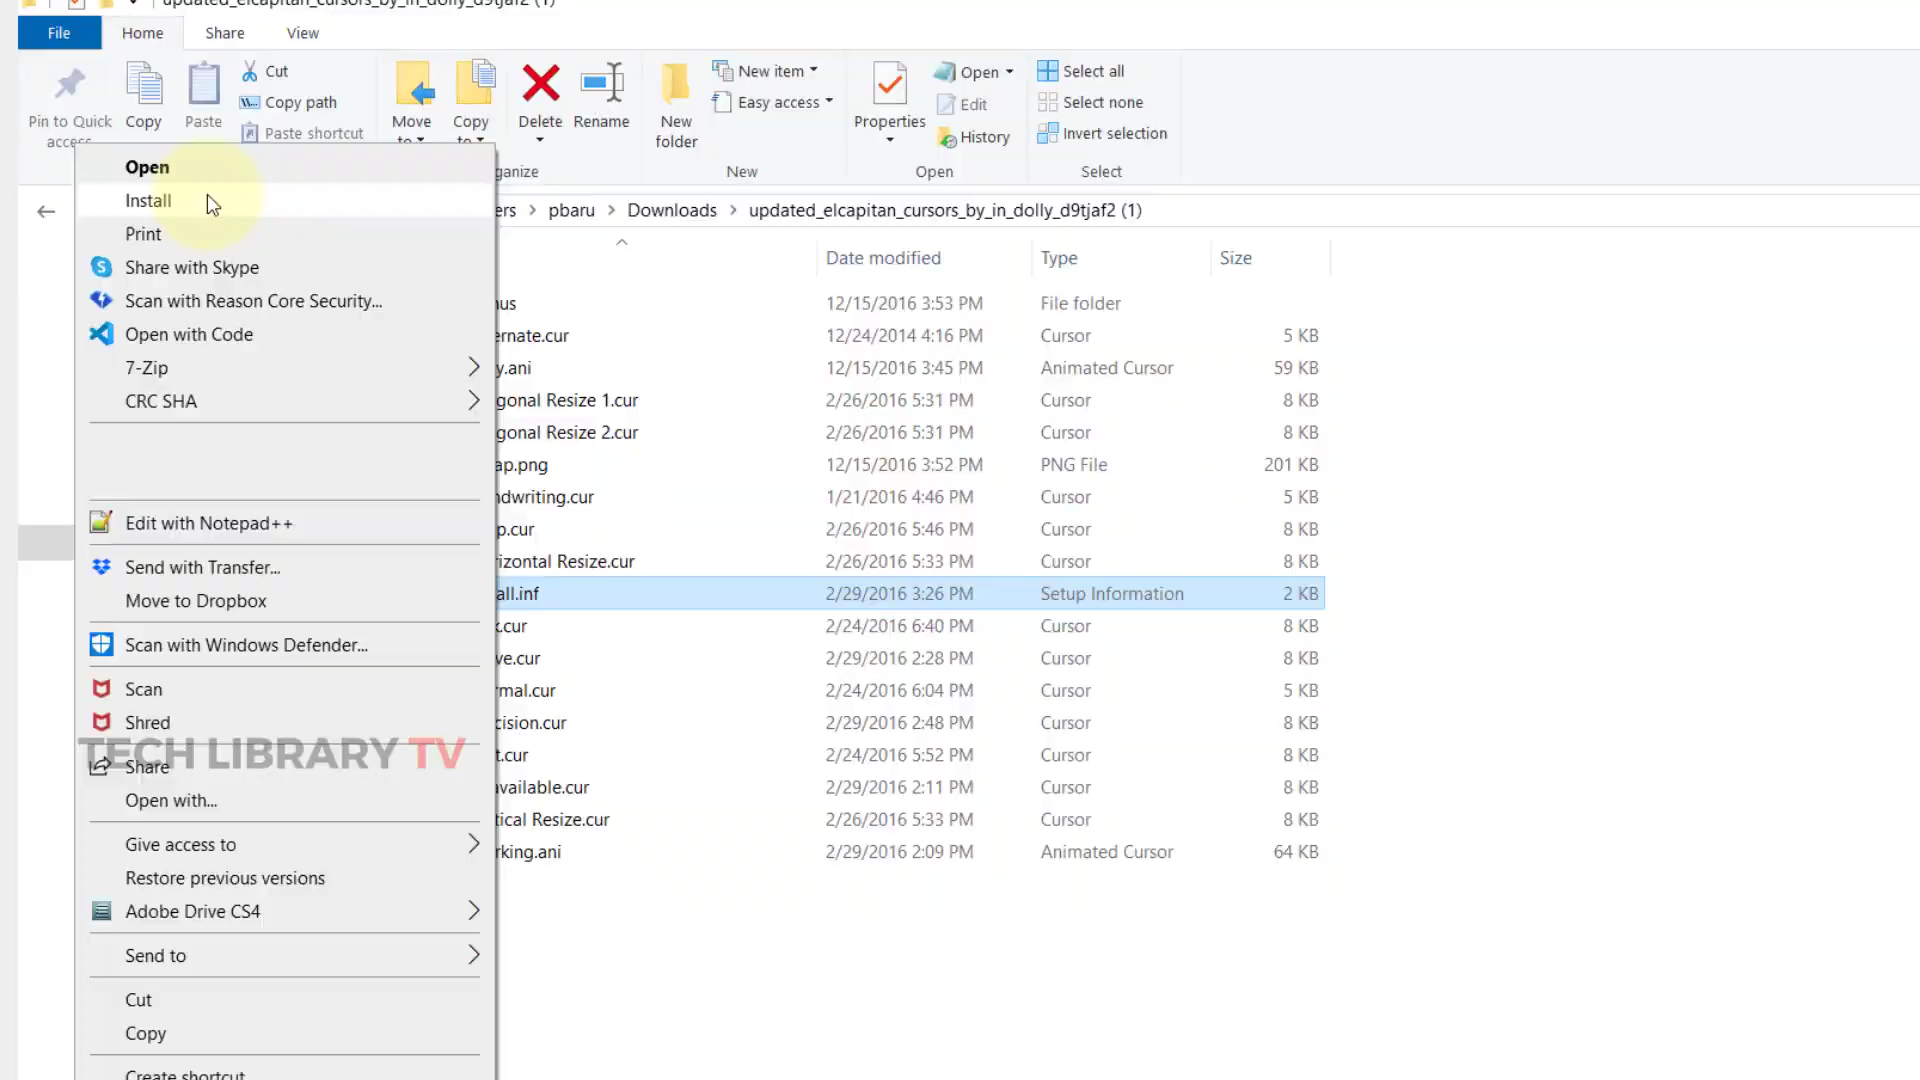 updated_elcapitan_cursors_by_in_dolly_d9tjaf2 (1)
File Home Share View
Pin to Quick access
Copy
Paste
Cut
Copy path
Paste shortcut
Move to
Copy to
Delete
Rename
New folder
New item
Easy access
Properties
Open
Edit
History
Select all
Select none
Invert selection
ganize
New
Open
Select
ers > pbaru > Downloads > updated_elcapitan_cursors_by_in_dolly_d9tjaf2 (1)
Open
Install
Print
Share with Skype
Scan with Reason Core Security...
Open with Code
7-Zip
CRC SHA
Edit with Notepad++
Send with Transfer...
Move to Dropbox
Scan with Windows Defender...
Scan
Shred
TECH LIBRARY TV
Share
Open with...
Give access to
Restore previous versions
Adobe Drive CS4
Send to
Cut
Copy
Create shortcut
Date modified Type Size
us 12/15/2016 3:53 PM File folder
ernate.cur 12/24/2014 4:16 PM Cursor 5 KB
y.ani 12/15/2016 3:45 PM Animated Cursor 59 KB
gonal Resize 1.cur 2/26/2016 5:31 PM Cursor 8 KB
gonal Resize 2.cur 2/26/2016 5:31 PM Cursor 8 KB
ap.png 12/15/2016 3:52 PM PNG File 201 KB
ndwriting.cur 1/21/2016 4:46 PM Cursor 5 KB
p.cur 2/26/2016 5:46 PM Cursor 8 KB
rizontal Resize.cur 2/26/2016 5:33 PM Cursor 8 KB
all.inf 2/29/2016 3:26 PM Setup Information 2 KB
k.cur 2/24/2016 6:40 PM Cursor 8 KB
ve.cur 2/29/2016 2:28 PM Cursor 8 KB
rmal.cur 2/24/2016 6:04 PM Cursor 5 KB
cision.cur 2/29/2016 2:48 PM Cursor 8 KB
t.cur 2/24/2016 5:52 PM Cursor 8 KB
available.cur 2/29/2016 2:11 PM Cursor 8 KB
tical Resize.cur 2/26/2016 5:33 PM Cursor 8 KB
rking.ani 2/29/2016 2:09 PM Animated Cursor 64 KB